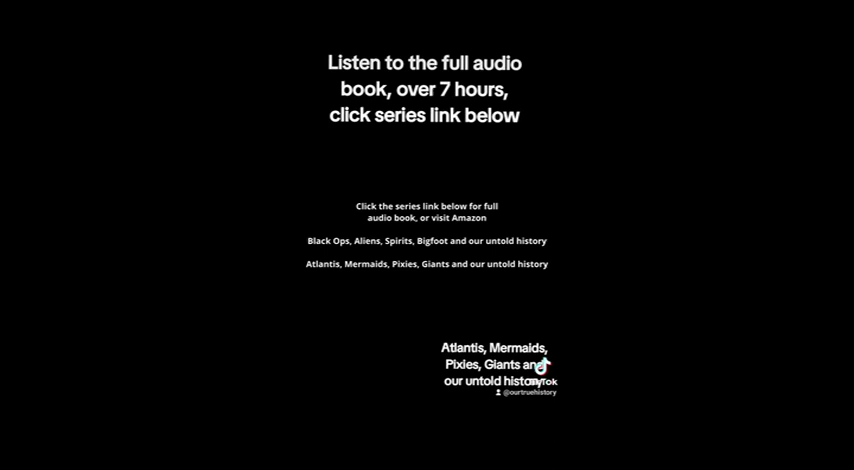 Listen to the full audio
book, over 7 hours,
click series link below
Click the series link below for full
audio book, or visit Amazon
Black Ops, Aliens, Spirits, Bigfoot and our untold history
Atlantis, Mermaids, Pixies, Giants and our untold history
Atlantis, Mermaids,
Pixies, Giants and
our untold history
TikTok
@ourtruehistory